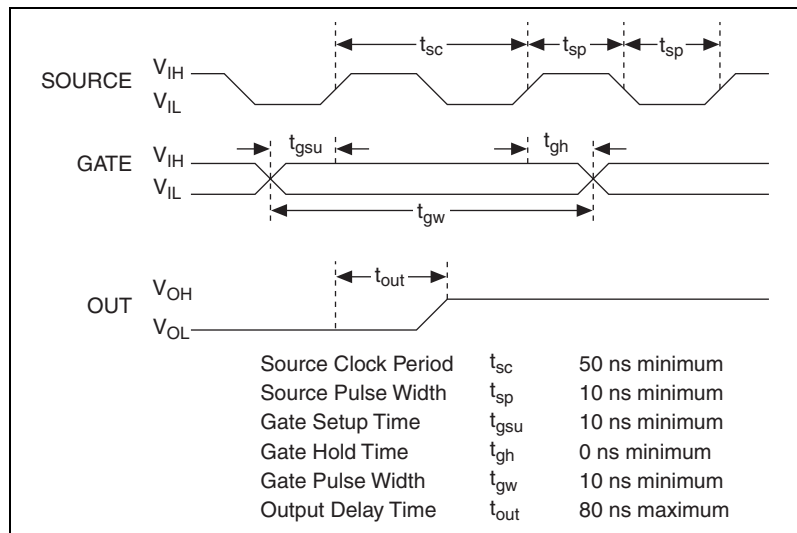 t_sc t_sp t_sp
SOURCE V_IH
V_IL
t_gsu t_gh
GATE V_IH
V_IL
t_gw
t_out
OUT V_OH
V_OL
Source Clock Period t_sc 50 ns minimum
Source Pulse Width t_sp 10 ns minimum
Gate Setup Time t_gsu 10 ns minimum
Gate Hold Time t_gh 0 ns minimum
Gate Pulse Width t_gw 10 ns minimum
Output Delay Time t_out 80 ns maximum